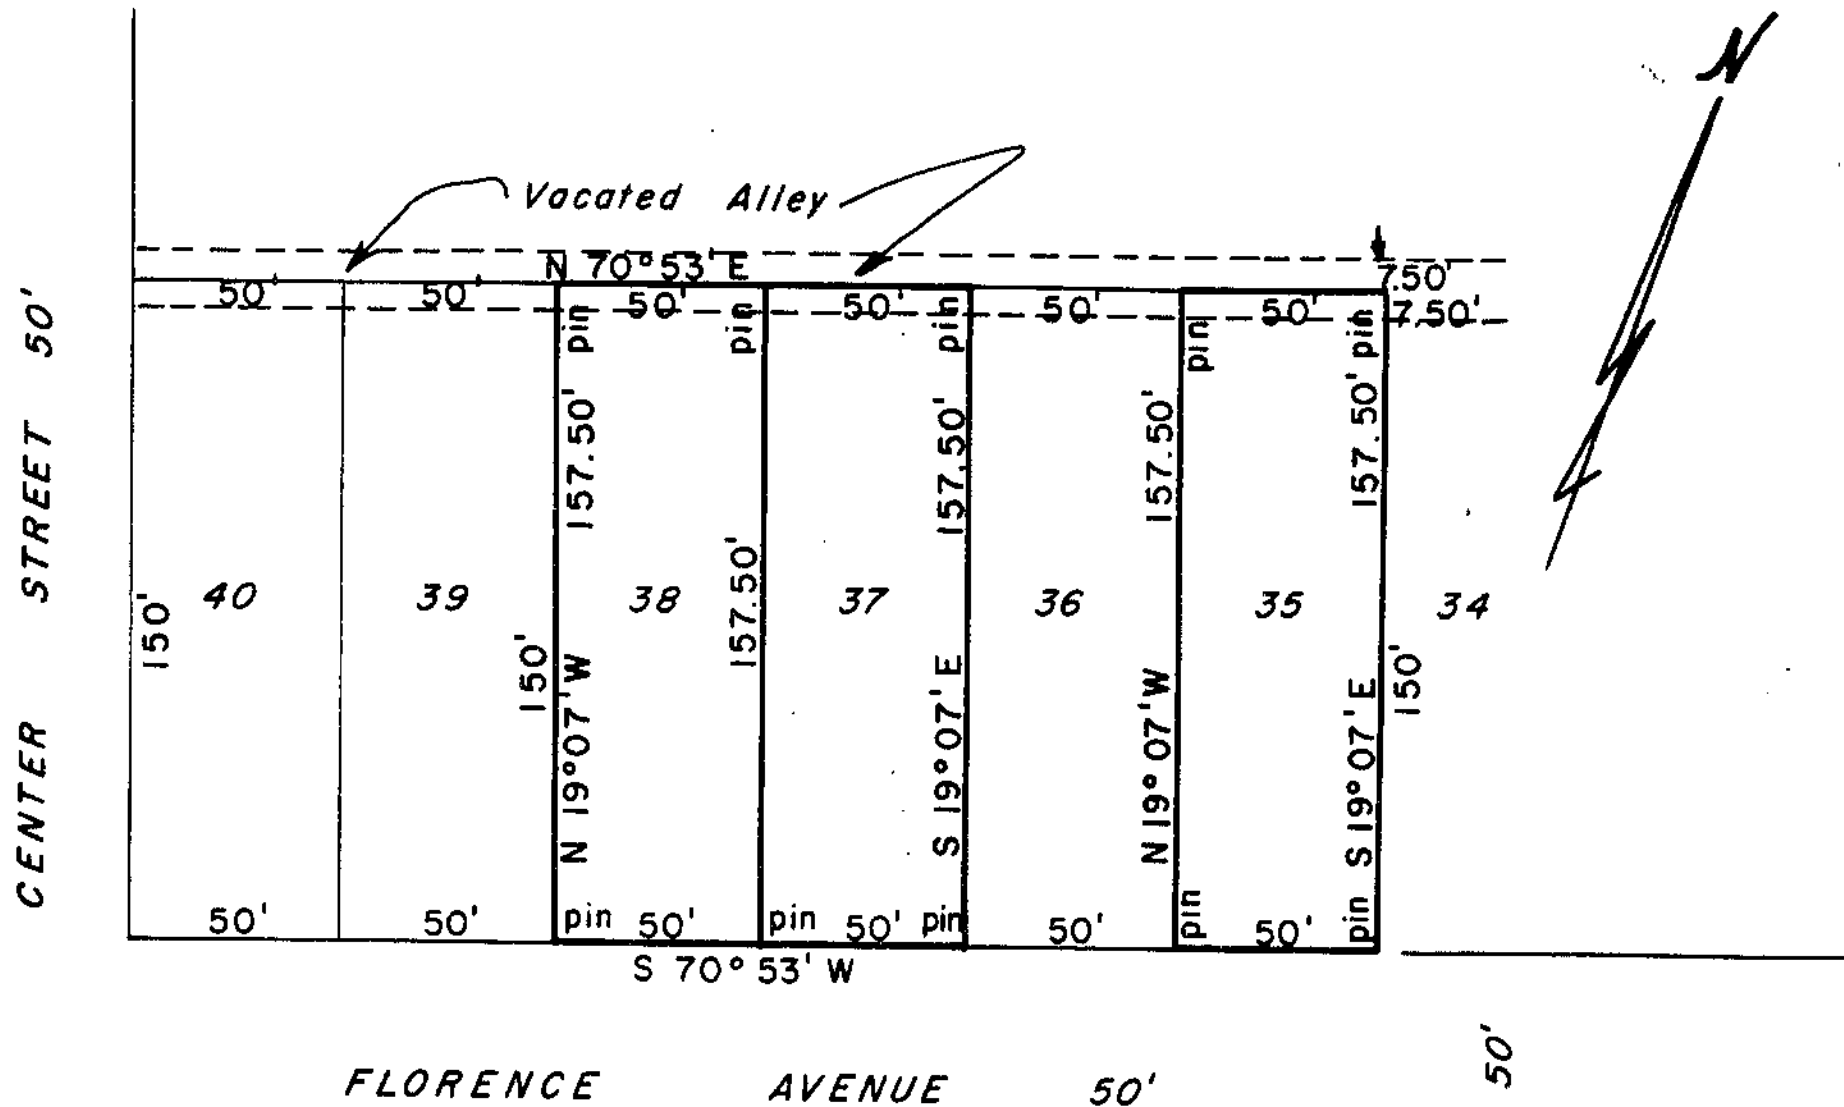 N
Vacated Alley
N 70°53'E
7.50'
50' 50' 50' 50' 50' 50' 7.50'
pin pin pin pin pin
157.50' 157.50' 157.50' 157.50'
157.50'
40 39 38 37 36 35 34
150' 150' 150'
N 19°07'W S 19°07'E N 19°07'W S 19°07'E
pin pin pin pin pin
50' 50' 50' 50' 50' 50'
S 70°53'W
CENTER STREET 50'
FLORENCE AVENUE 50'
50'